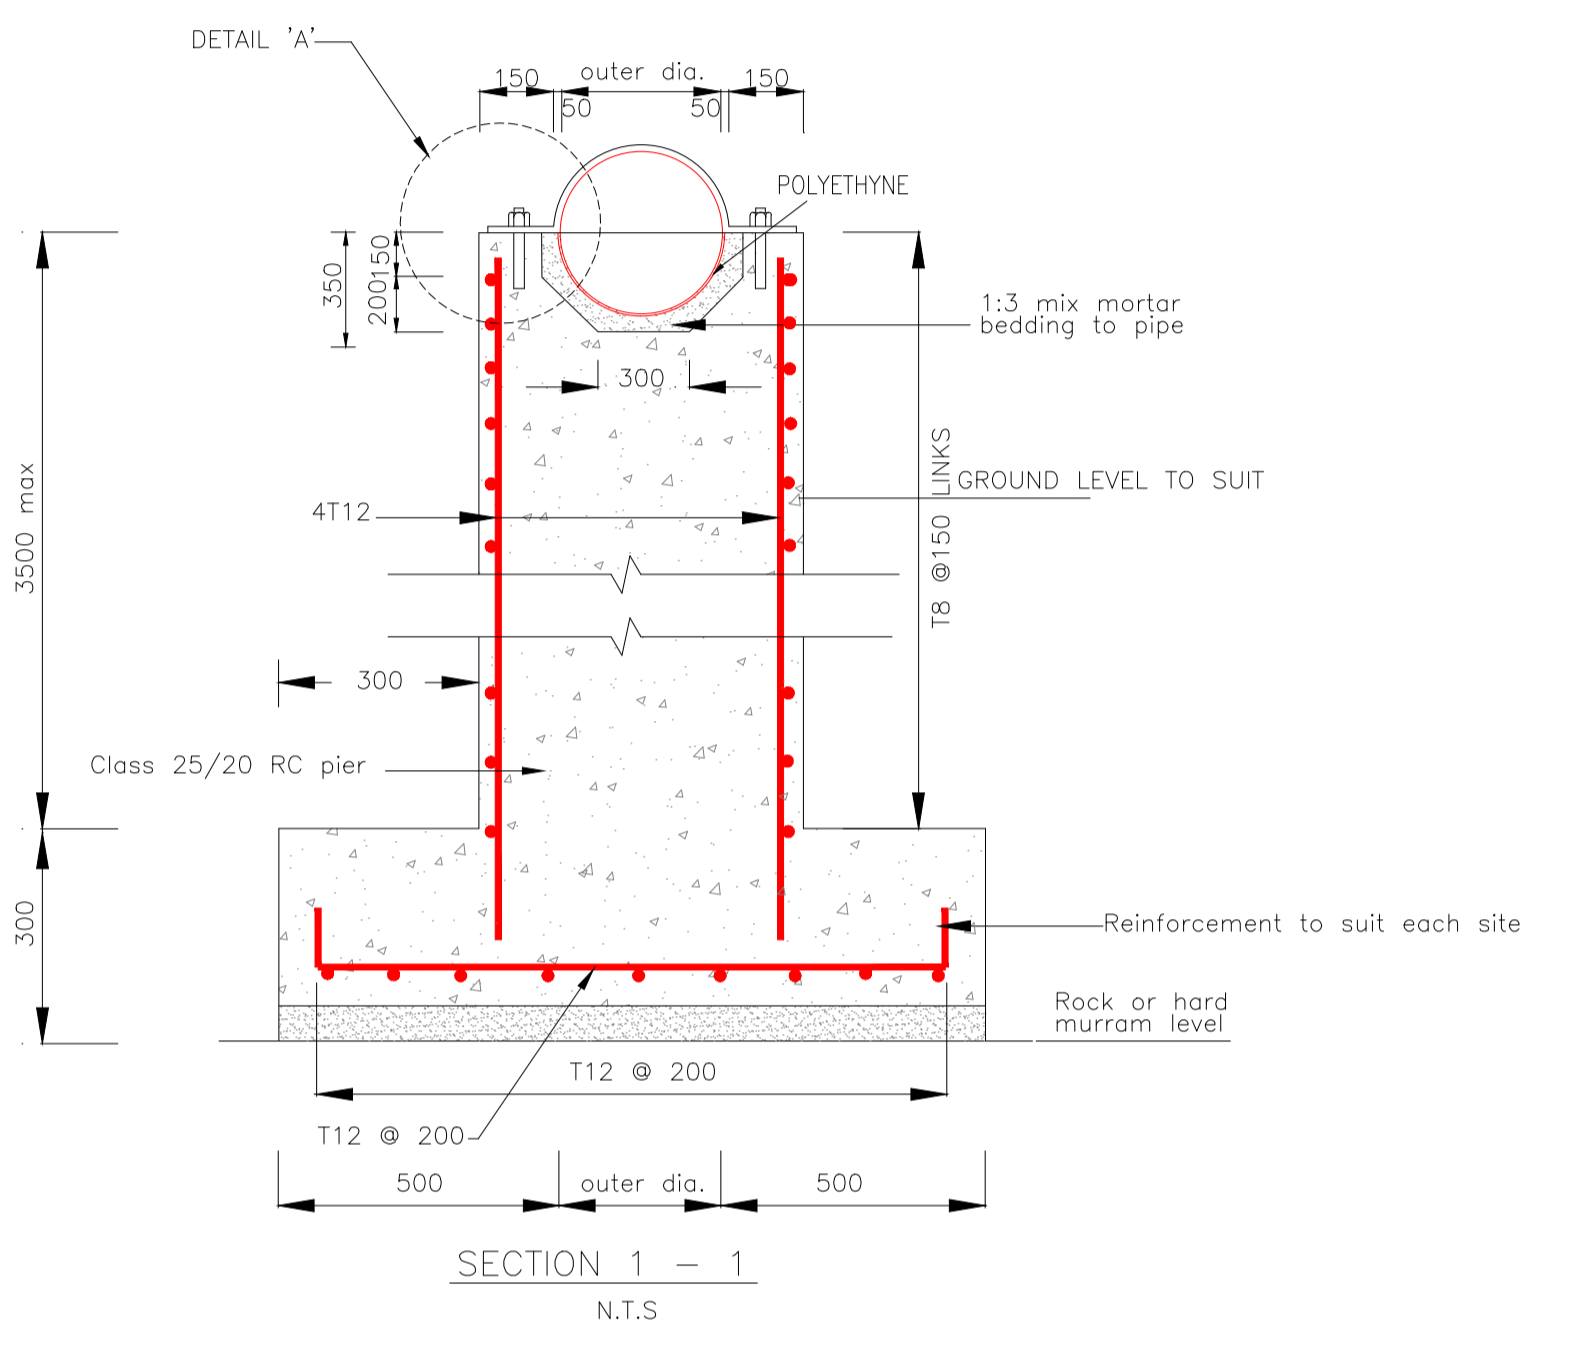 DETAIL 'A'
150
outer dia.
150
50
50
POLYETHYNE
350
150
200
1:3 mix mortar
bedding to pipe
300
3500 max
T8 @150 LINKS
GROUND LEVEL TO SUIT
4T12
300
Class 25/20 RC pier
300
Reinforcement to suit each site
Rock or hard
murram level
T12 @ 200
T12 @ 200
500
outer dia.
500
SECTION 1 - 1
N.T.S